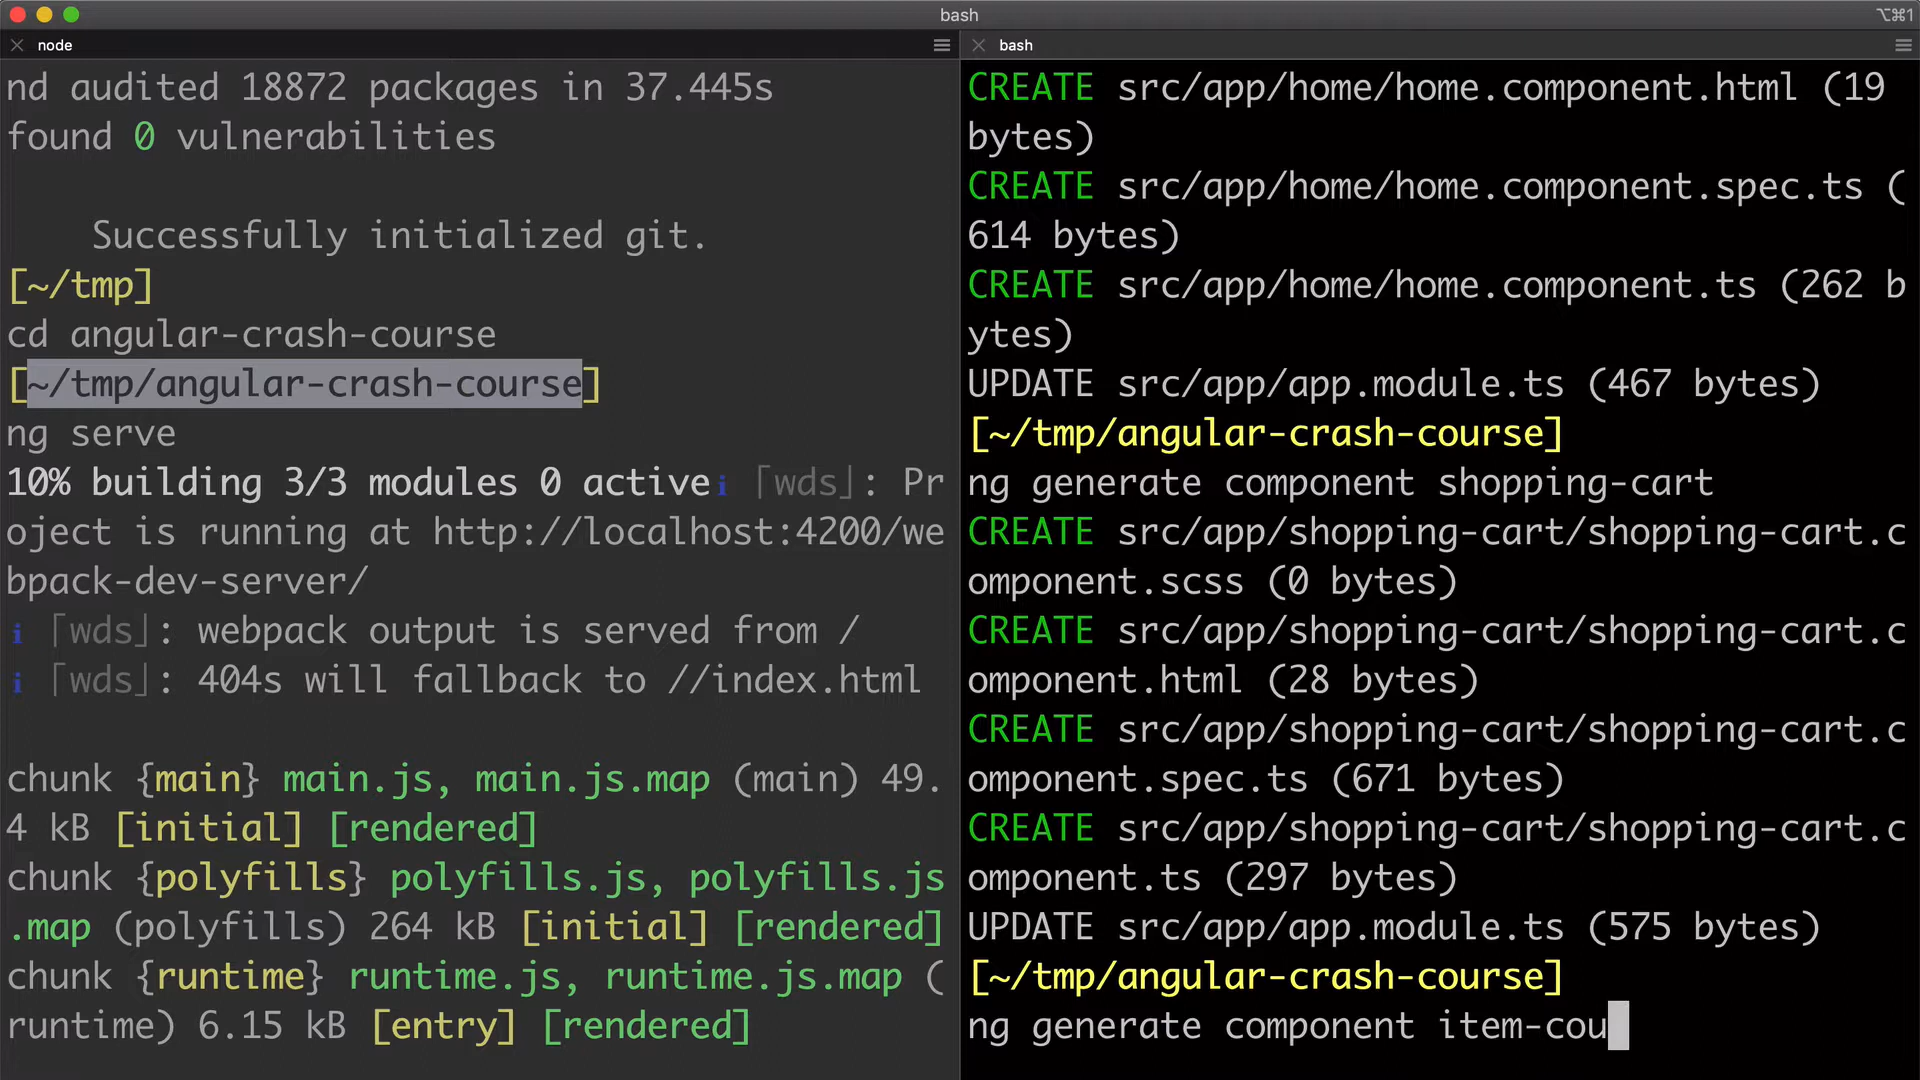 bash
⌥⌘1
node
nd audited 18872 packages in 37.445s
found 0 vulnerabilities
Successfully initialized git.
[~/tmp]
cd angular-crash-course
[~/tmp/angular-crash-course]
ng serve
10% building 3/3 modules 0 activeℹ ｢wds｣: Pr
oject is running at http://localhost:4200/we
bpack-dev-server/
ℹ ｢wds｣: webpack output is served from /
ℹ ｢wds｣: 404s will fallback to //index.html
chunk {main} main.js, main.js.map (main) 49.
4 kB [initial] [rendered]
chunk {polyfills} polyfills.js, polyfills.js
.map (polyfills) 264 kB [initial] [rendered]
chunk {runtime} runtime.js, runtime.js.map (
runtime) 6.15 kB [entry] [rendered]
bash
CREATE src/app/home/home.component.html (19
bytes)
CREATE src/app/home/home.component.spec.ts (
614 bytes)
CREATE src/app/home/home.component.ts (262 b
ytes)
UPDATE src/app/app.module.ts (467 bytes)
[~/tmp/angular-crash-course]
ng generate component shopping-cart
CREATE src/app/shopping-cart/shopping-cart.c
omponent.scss (0 bytes)
CREATE src/app/shopping-cart/shopping-cart.c
omponent.html (28 bytes)
CREATE src/app/shopping-cart/shopping-cart.c
omponent.spec.ts (671 bytes)
CREATE src/app/shopping-cart/shopping-cart.c
omponent.ts (297 bytes)
UPDATE src/app/app.module.ts (575 bytes)
[~/tmp/angular-crash-course]
ng generate component item-cou